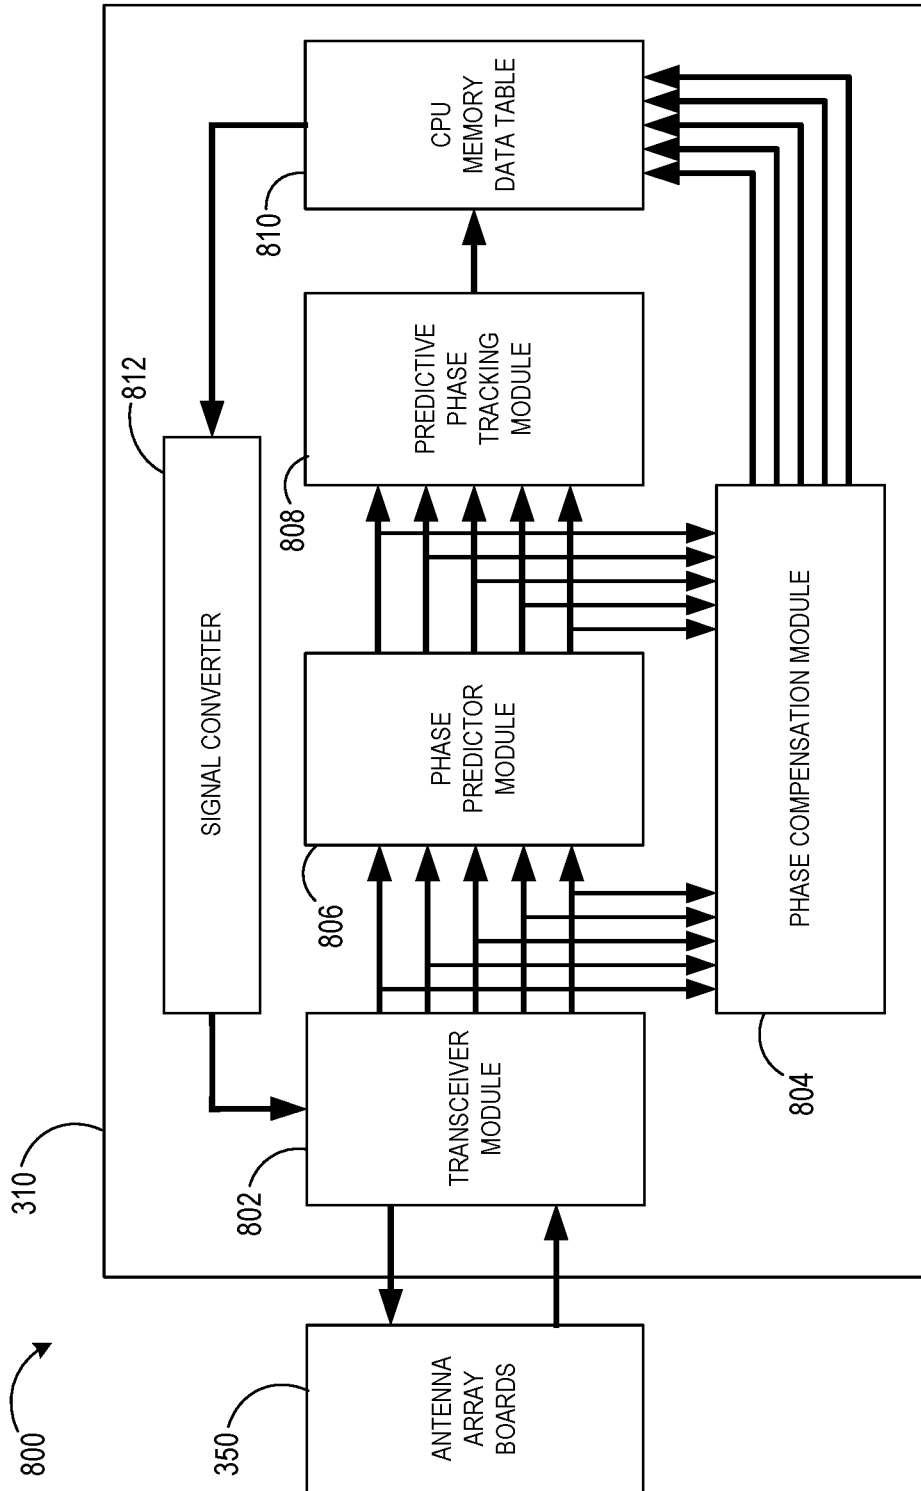 800
310
350
ANTENNA
ARRAY
BOARDS
802
TRANSCEIVER
MODULE
806
PHASE
PREDICTOR
MODULE
808
PREDICTIVE
PHASE
TRACKING
MODULE
810
CPU
MEMORY
DATA TABLE
812
SIGNAL CONVERTER
804
PHASE COMPENSATION MODULE